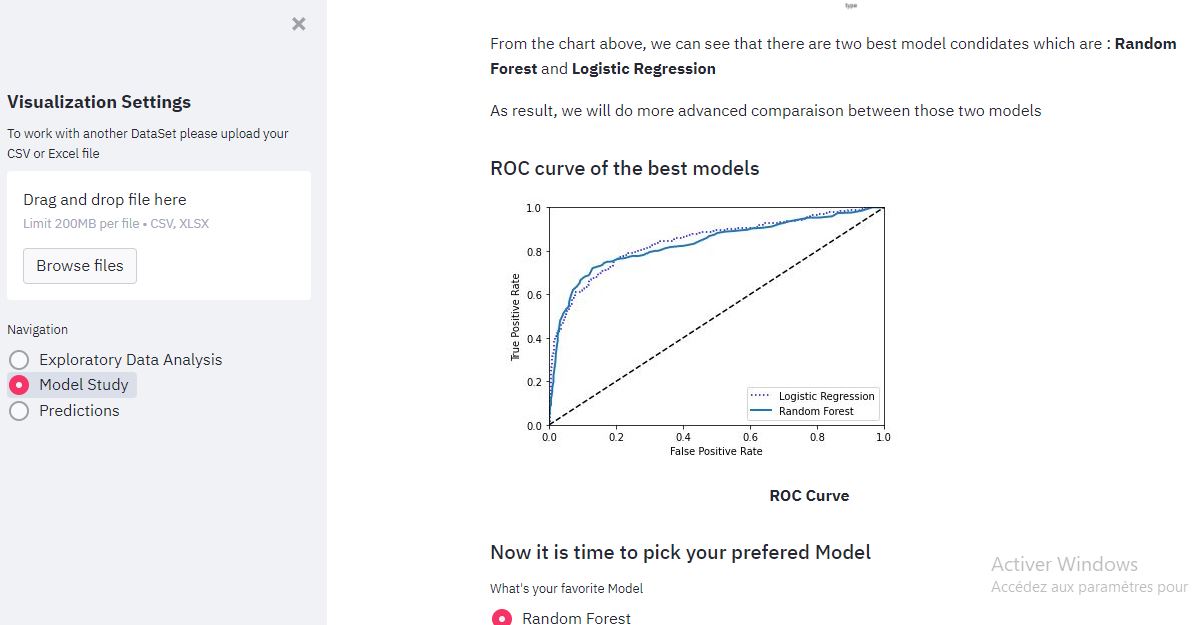 ×
Visualization Settings
To work with another DataSet please upload your
CSV or Excel file
Drag and drop file here
Limit 200MB per file • CSV, XLSX
Browse files
Navigation
Exploratory Data Analysis
Model Study
Predictions
type
From the chart above, we can see that there are two best model condidates which are : Random
Forest and Logistic Regression
As result, we will do more advanced comparaison between those two models
ROC curve of the best models
1.0
0.8
0.6
0.4
0.2
0.0
True Positive Rate
Logistic Regression
Random Forest
0.0 0.2 0.4 0.6 0.8 1.0
False Positive Rate
ROC Curve
Now it is time to pick your prefered Model
What's your favorite Model
Random Forest
Activer Windows
Accédez aux paramètres pour